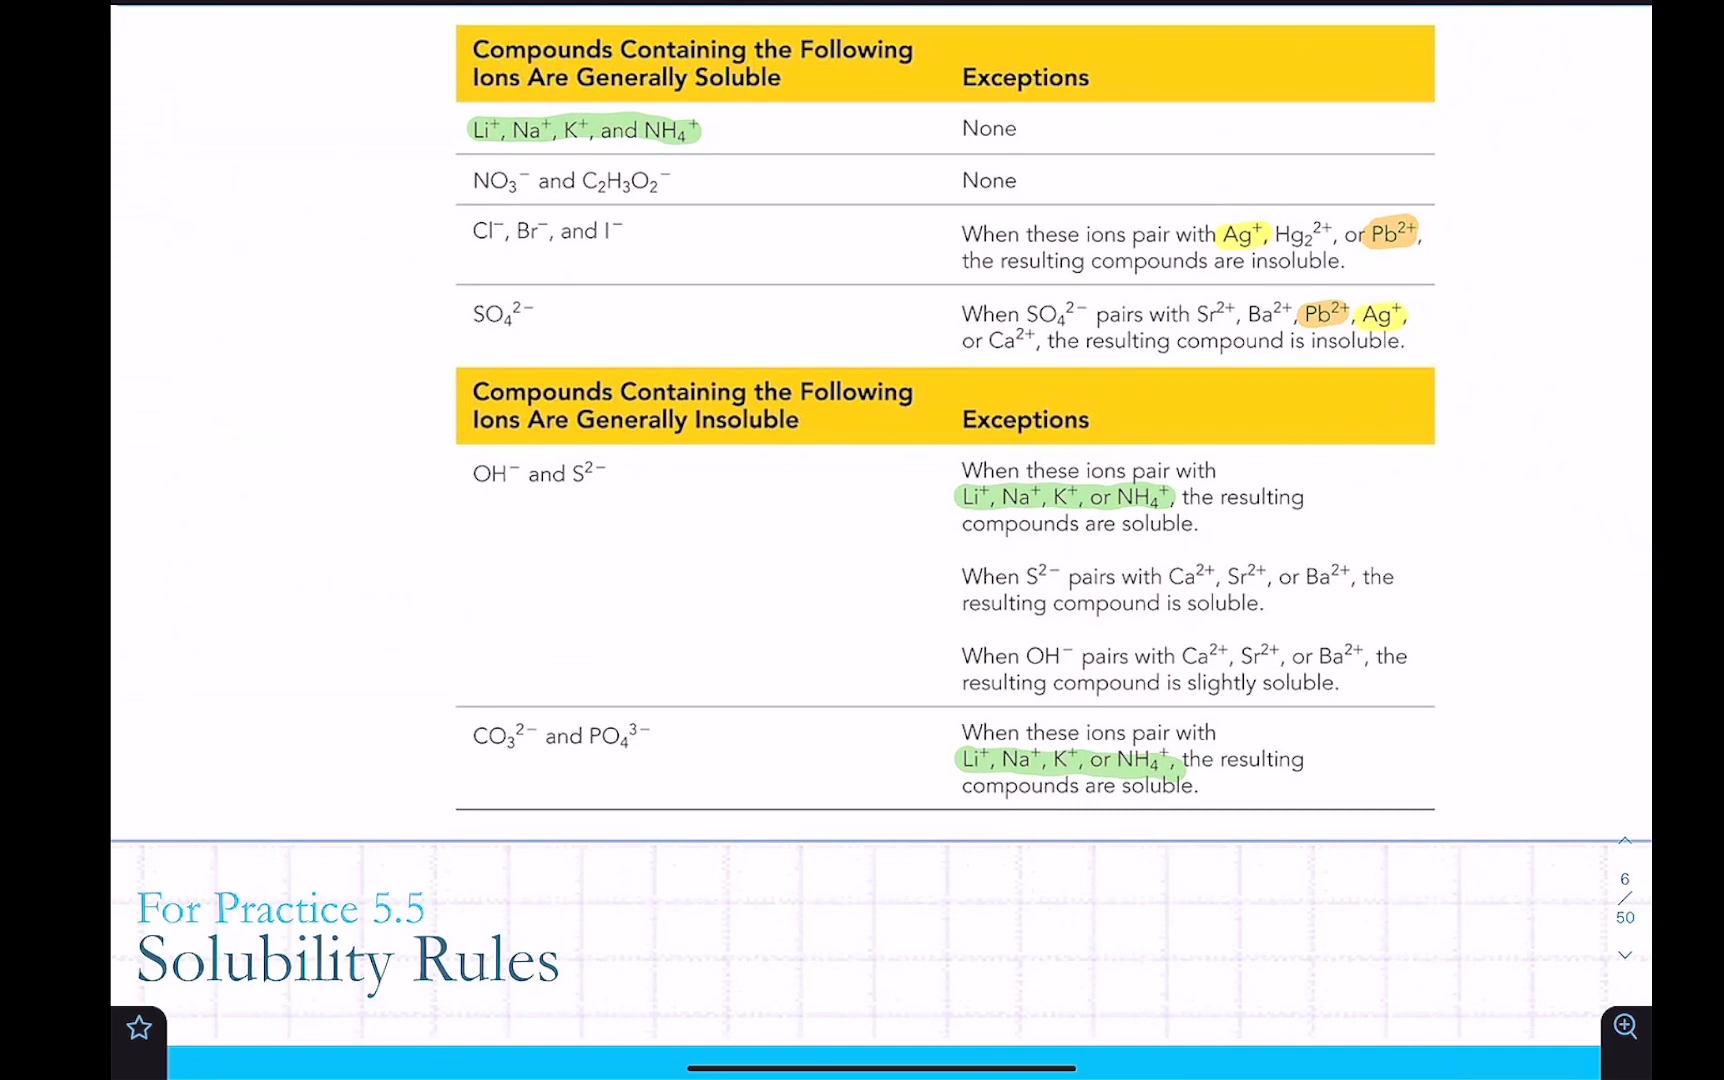 Compounds Containing the Following
Ions Are Generally Soluble
Exceptions
Li⁺, Na⁺, K⁺, and NH₄⁺
None
NO₃⁻ and C₂H₃O₂⁻
None
Cl⁻, Br⁻, and I⁻
When these ions pair with Ag⁺, Hg₂²⁺, or Pb²⁺,
the resulting compounds are insoluble.
SO₄²⁻
When SO₄²⁻ pairs with Sr²⁺, Ba²⁺, Pb²⁺, Ag⁺,
or Ca²⁺, the resulting compound is insoluble.
Compounds Containing the Following
Ions Are Generally Insoluble
Exceptions
OH⁻ and S²⁻
When these ions pair with
Li⁺, Na⁺, K⁺, or NH₄⁺, the resulting
compounds are soluble.
When S²⁻ pairs with Ca²⁺, Sr²⁺, or Ba²⁺, the
resulting compound is soluble.
When OH⁻ pairs with Ca²⁺, Sr²⁺, or Ba²⁺, the
resulting compound is slightly soluble.
CO₃²⁻ and PO₄³⁻
When these ions pair with
Li⁺, Na⁺, K⁺, or NH₄⁺, the resulting
compounds are soluble.
6
/
50
For Practice 5.5
Solubility Rules